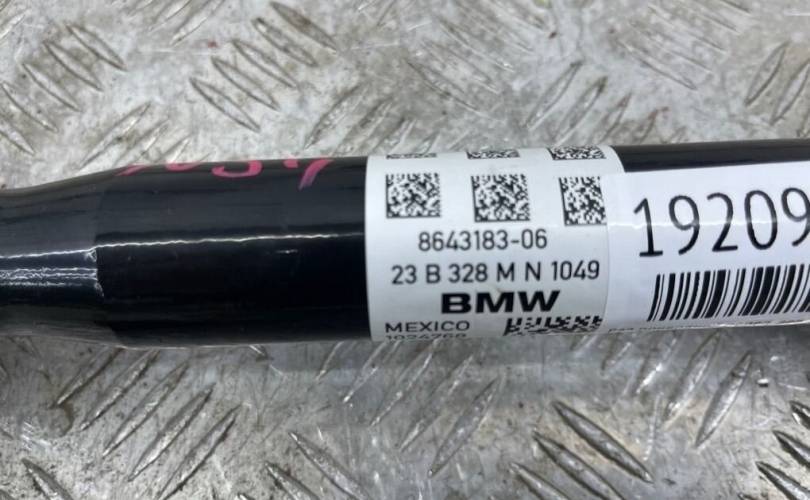 8643183-06
23 B 328 M N 1049
BMW
MEXICO
19209